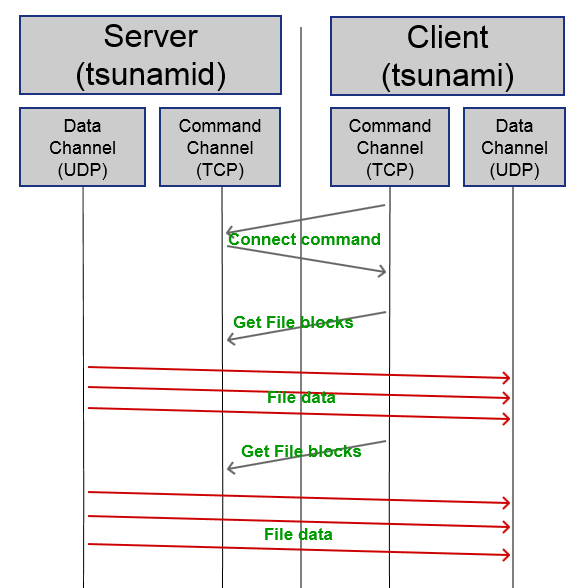 Server
(tsunamid)
Client
(tsunami)
Data
Channel
(UDP)
Command
Channel
(TCP)
Command
Channel
(TCP)
Data
Channel
(UDP)
Connect command
Get File blocks
File data
Get File blocks
File data